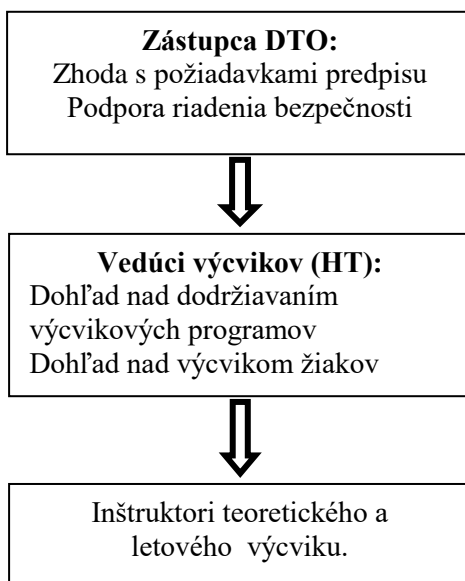 Zástupca DTO:
Zhoda s požiadavkami predpisu
Podpora riadenia bezpečnosti
Vedúci výcvikov (HT):
Dohľad nad dodržiavaním
výcvikových programov
Dohľad nad výcvikom žiakov
Inštruktori teoretického a
letového výcviku.